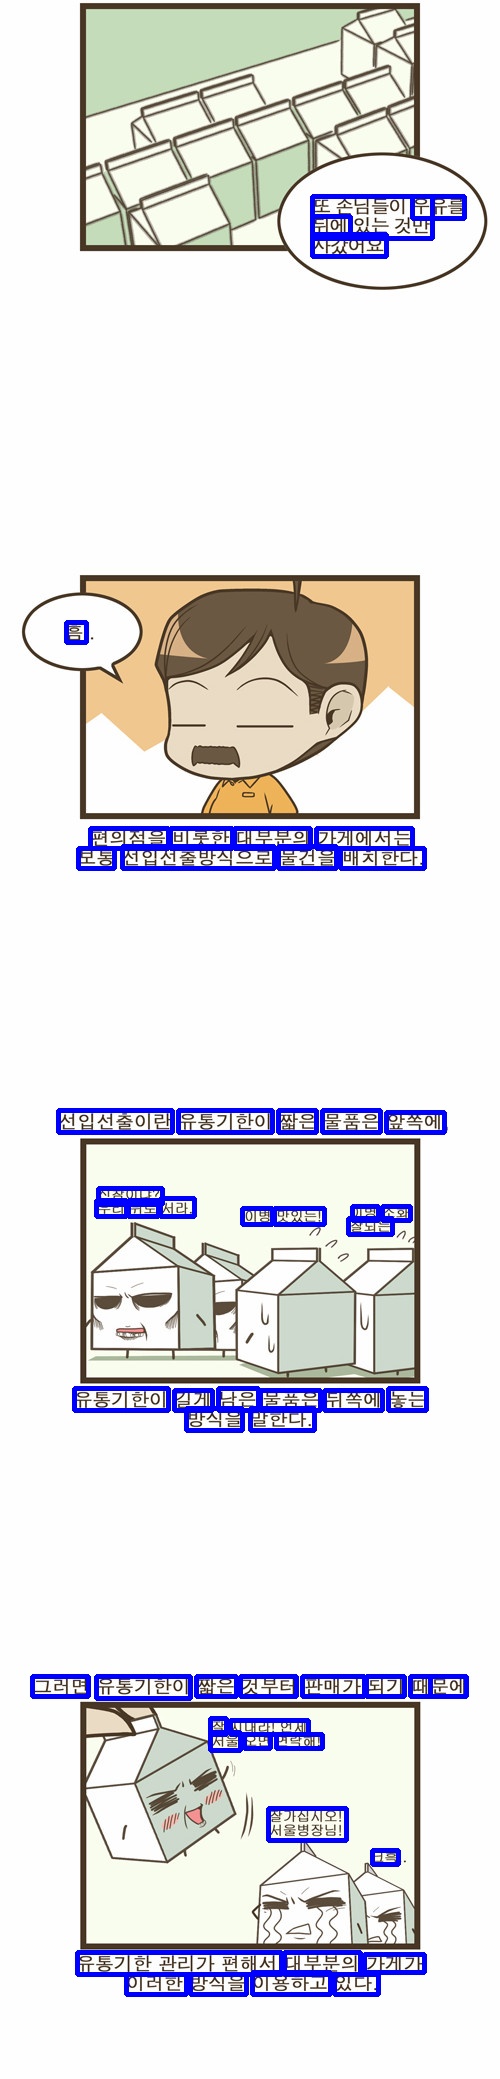 또 손님들이 우유를
뒤에 있는 것만
사갔어요
흠.
편의점을 비롯한 대부분의 가게에서는
보통 선입선출방식으로 물건을 배치한다.
선입선출이란 유통기한이 짧은 물품은 앞쪽에
신참이냐?
우리 뒤로 서라.
이병 맛있는!
이병 소화
잘되는
유통기한이 길게 남은 물품은 뒤쪽에 놓는
방식을 말한다.
그러면 유통기한이 짧은 것부터 판매가 되기 때문에
잘 지내라! 언제
서울 오면 연락해!
잘가십시오!
서울병장님!
유통기한 관리가 편해서 대부분의 가게가
이러한 방식을 이용하고 있다.